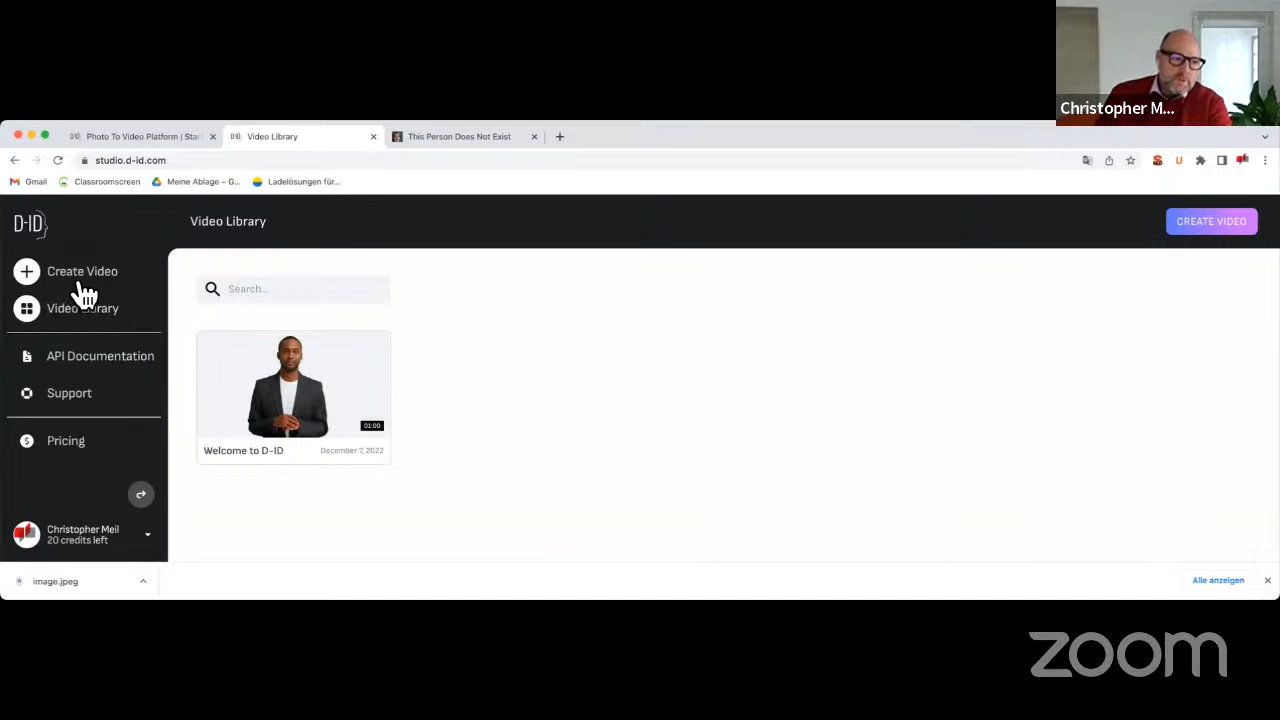 Christopher M...
Photo To Video Platform | Star
Video Library
This Person Does Not Exist
studio.d-id.com
Gmail
Classroomscreen
Meine Ablage – G...
Ladelösungen für...
D-ID
Video Library
CREATE VIDEO
Create Video
Search...
Video Library
API Documentation
Support
01:00
Welcome to D-ID
December 7, 2022
Pricing
Christopher Meil
20 credits left
image.jpeg
Alle anzeigen
zoom